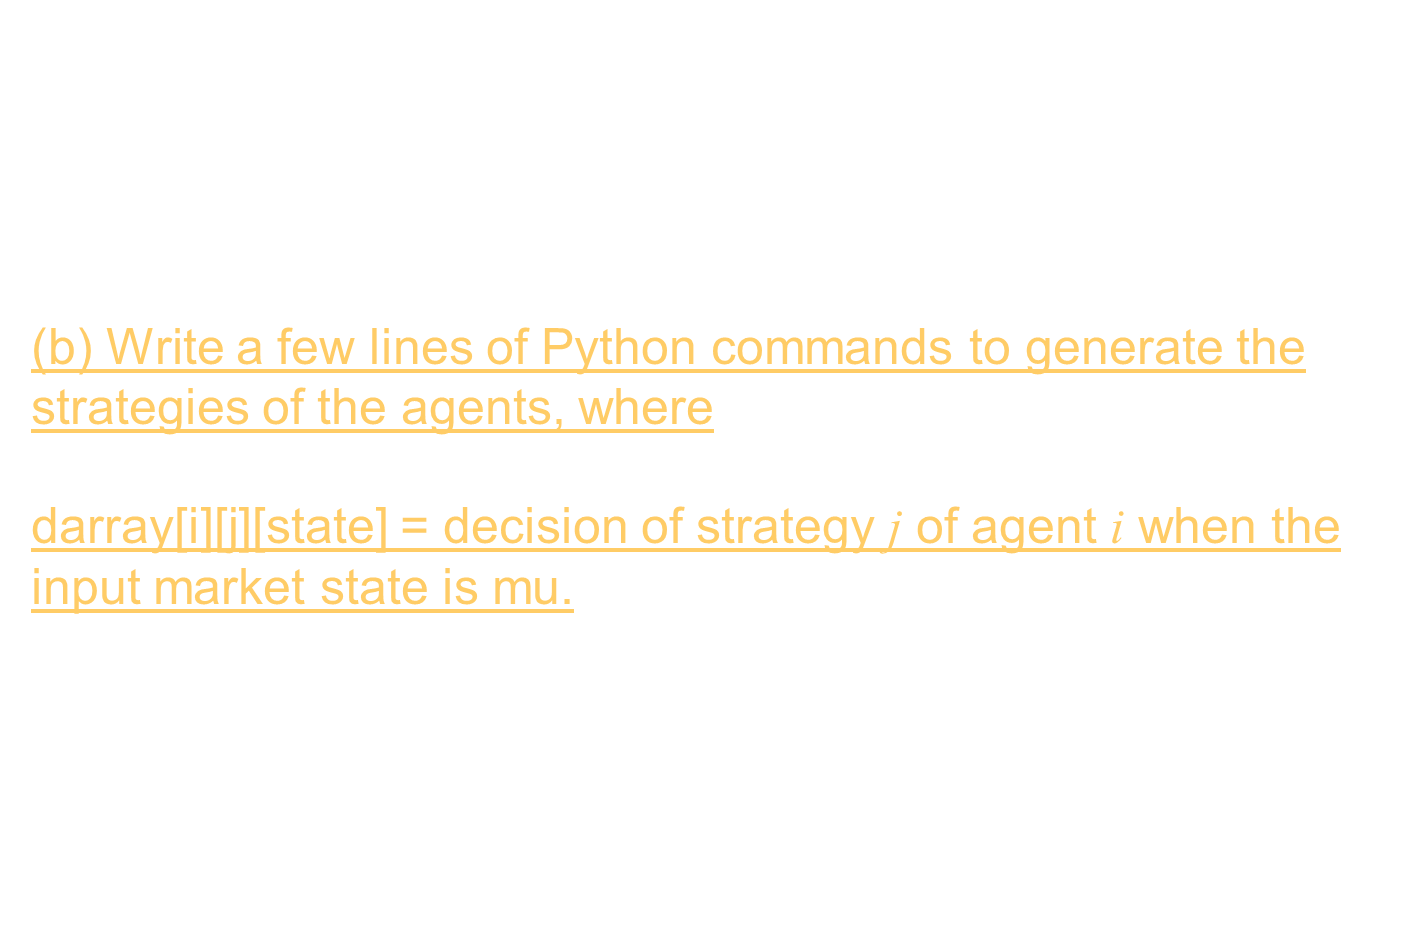 (b) Write a few lines of Python commands to generate the
strategies of the agents, where
darray[i][j][state] = decision of strategy j of agent i when the
input market state is mu.